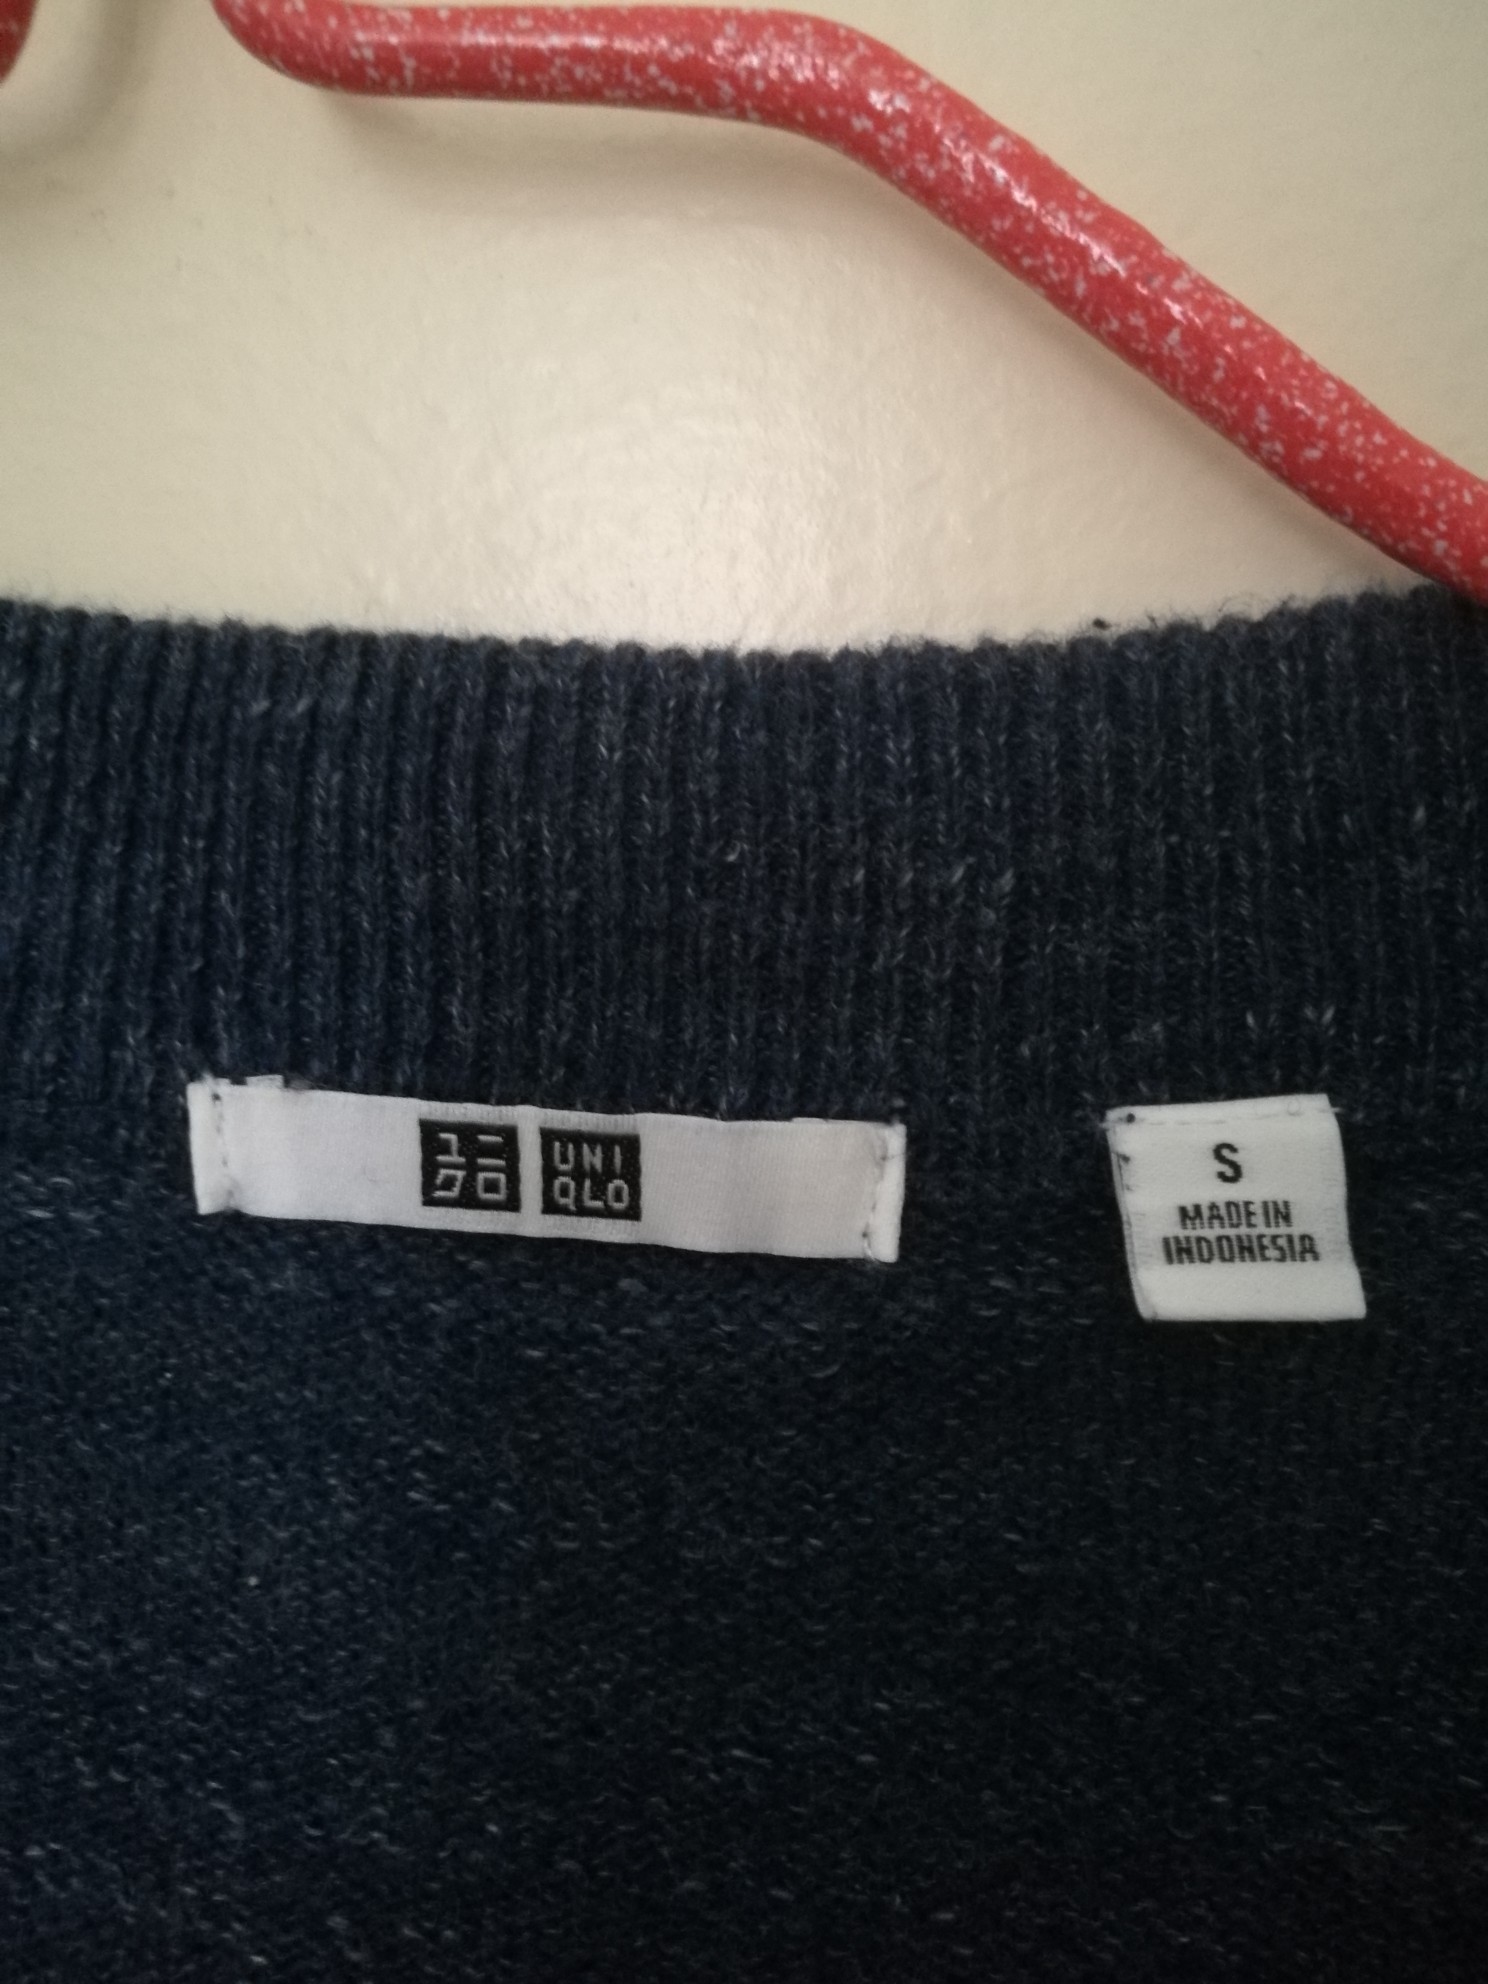 ユニ
クロ
UNI
QLO
S
MADE IN
INDONESIA